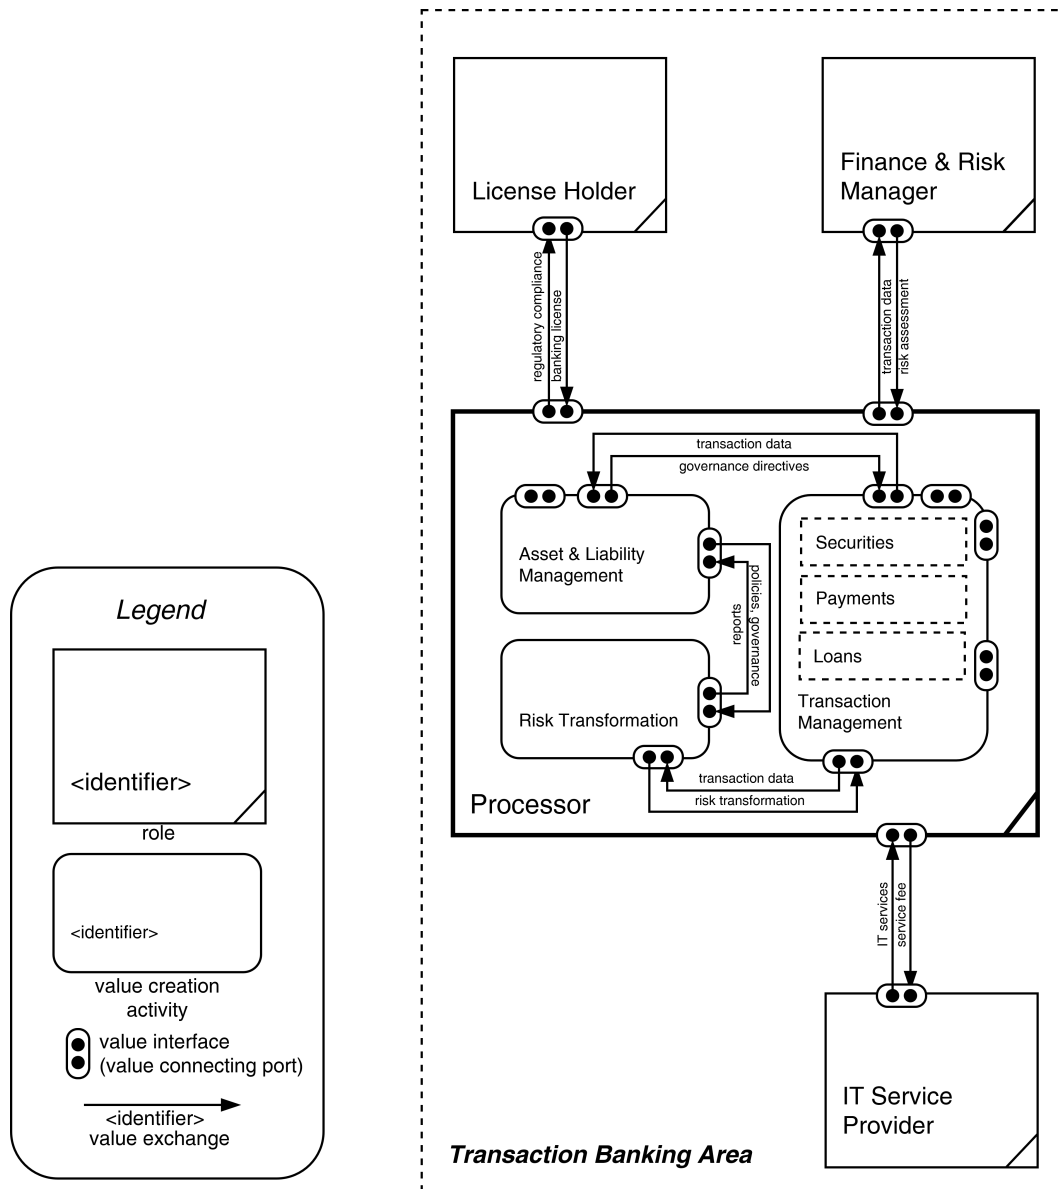 License Holder
Finance & Risk
Manager
regulatory compliance
banking license
transaction data
risk assessment
transaction data
governance directives
Asset & Liability
Management
policies, governance
reports
Securities
Payments
Loans
Transaction
Management
Risk Transformation
transaction data
risk transformation
Processor
IT services
service fee
IT Service
Provider
Transaction Banking Area
Legend
<identifier>
role
<identifier>
value creation
activity
value interface
(value connecting port)
<identifier>
value exchange